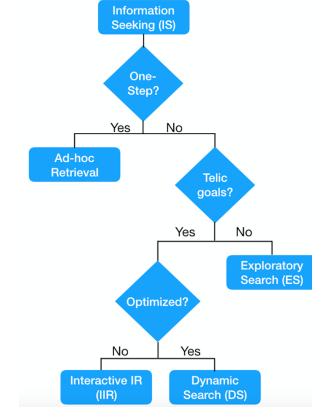 Information
Seeking (IS)
One-
Step?
Yes
No
Ad-hoc
Retrieval
Telic
goals?
Yes
No
Exploratory
Search (ES)
Optimized?
No
Yes
Interactive IR
(IIR)
Dynamic
Search (DS)